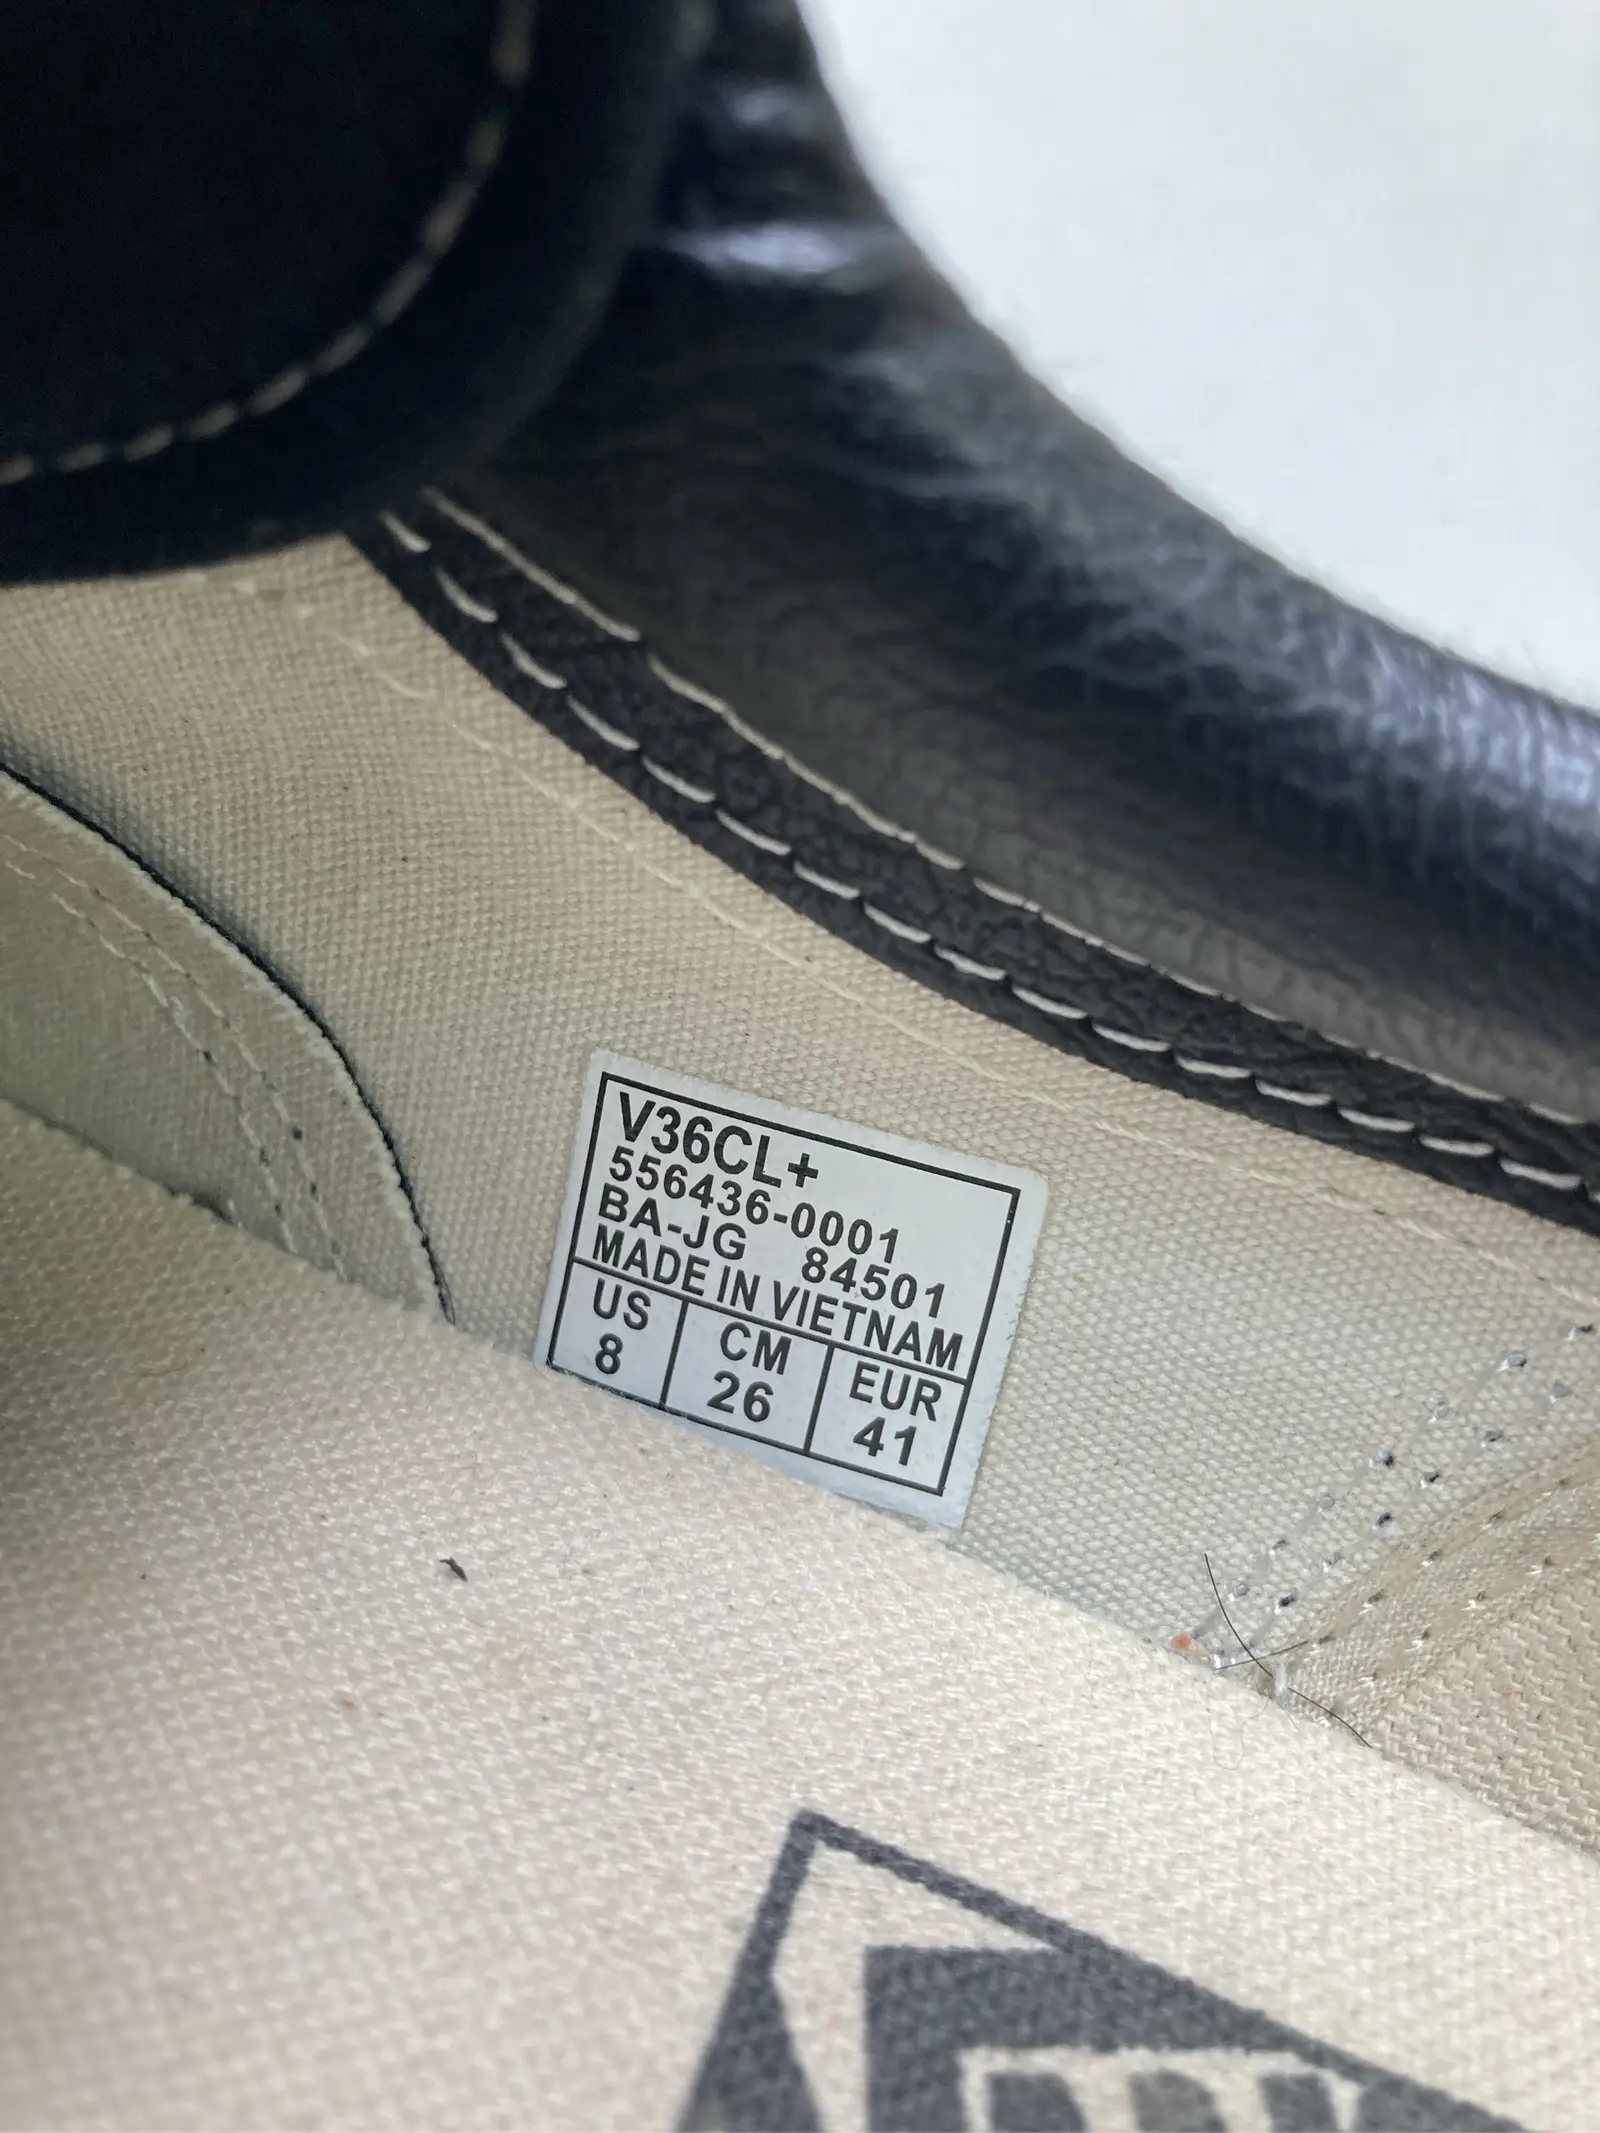 V36CL+
556436-0001
BA-JG 84501
MADE IN VIETNAM
US CM EUR
8 26 41